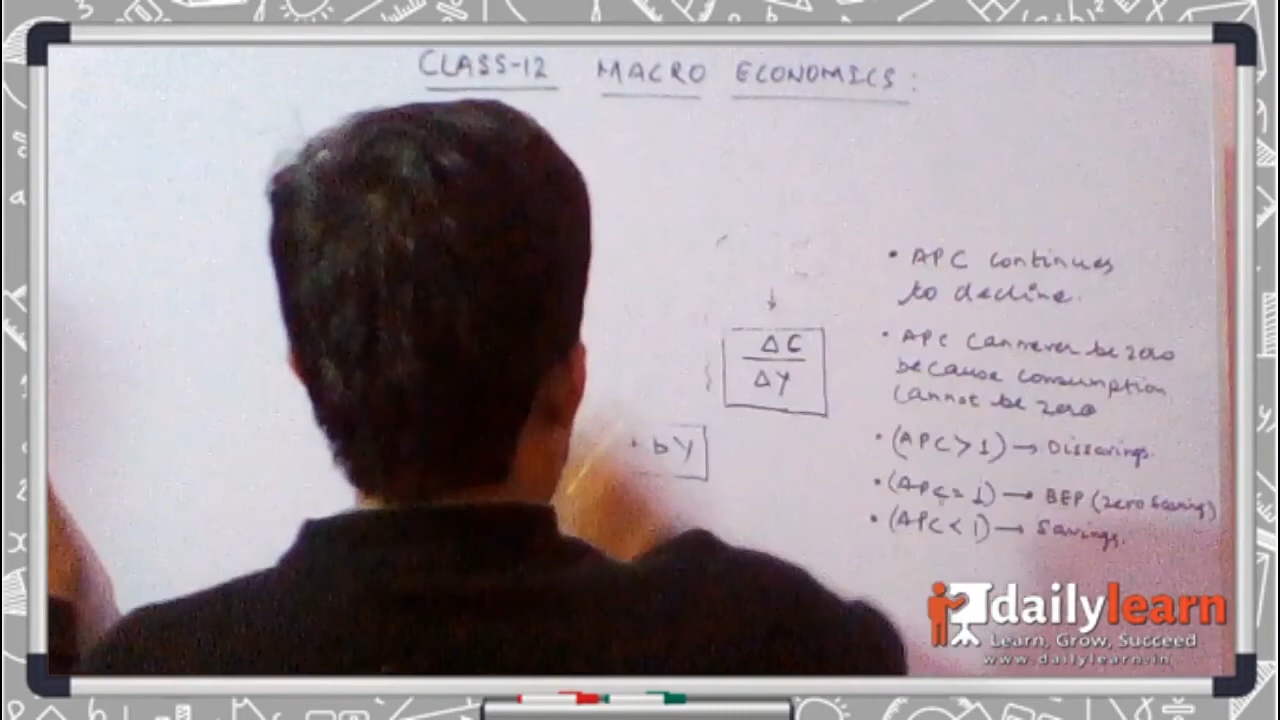 CLASS-12 MACRO ECONOMICS:
• APC continues
to decline.
ΔC
ΔY
• APC can never be zero
because consumption
cannot be zero
+ bY
• (APC > 1) → Dissavings.
• (APC = 1) → BEP (zero saving)
• (APC < 1) → Savings.
dailylearn
Learn, Grow, Succeed
www.dailylearn.in